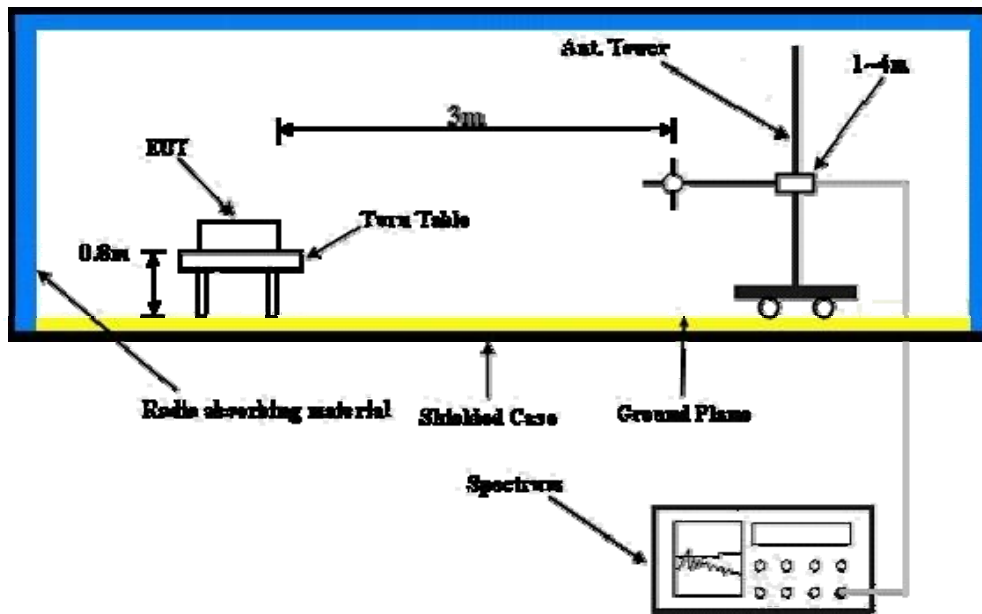 Ant. Tower
1~4m
3m
EUT
Turn Table
0.8m
Radio absorbing material
Shielded Case
Ground Plane
Spectrum